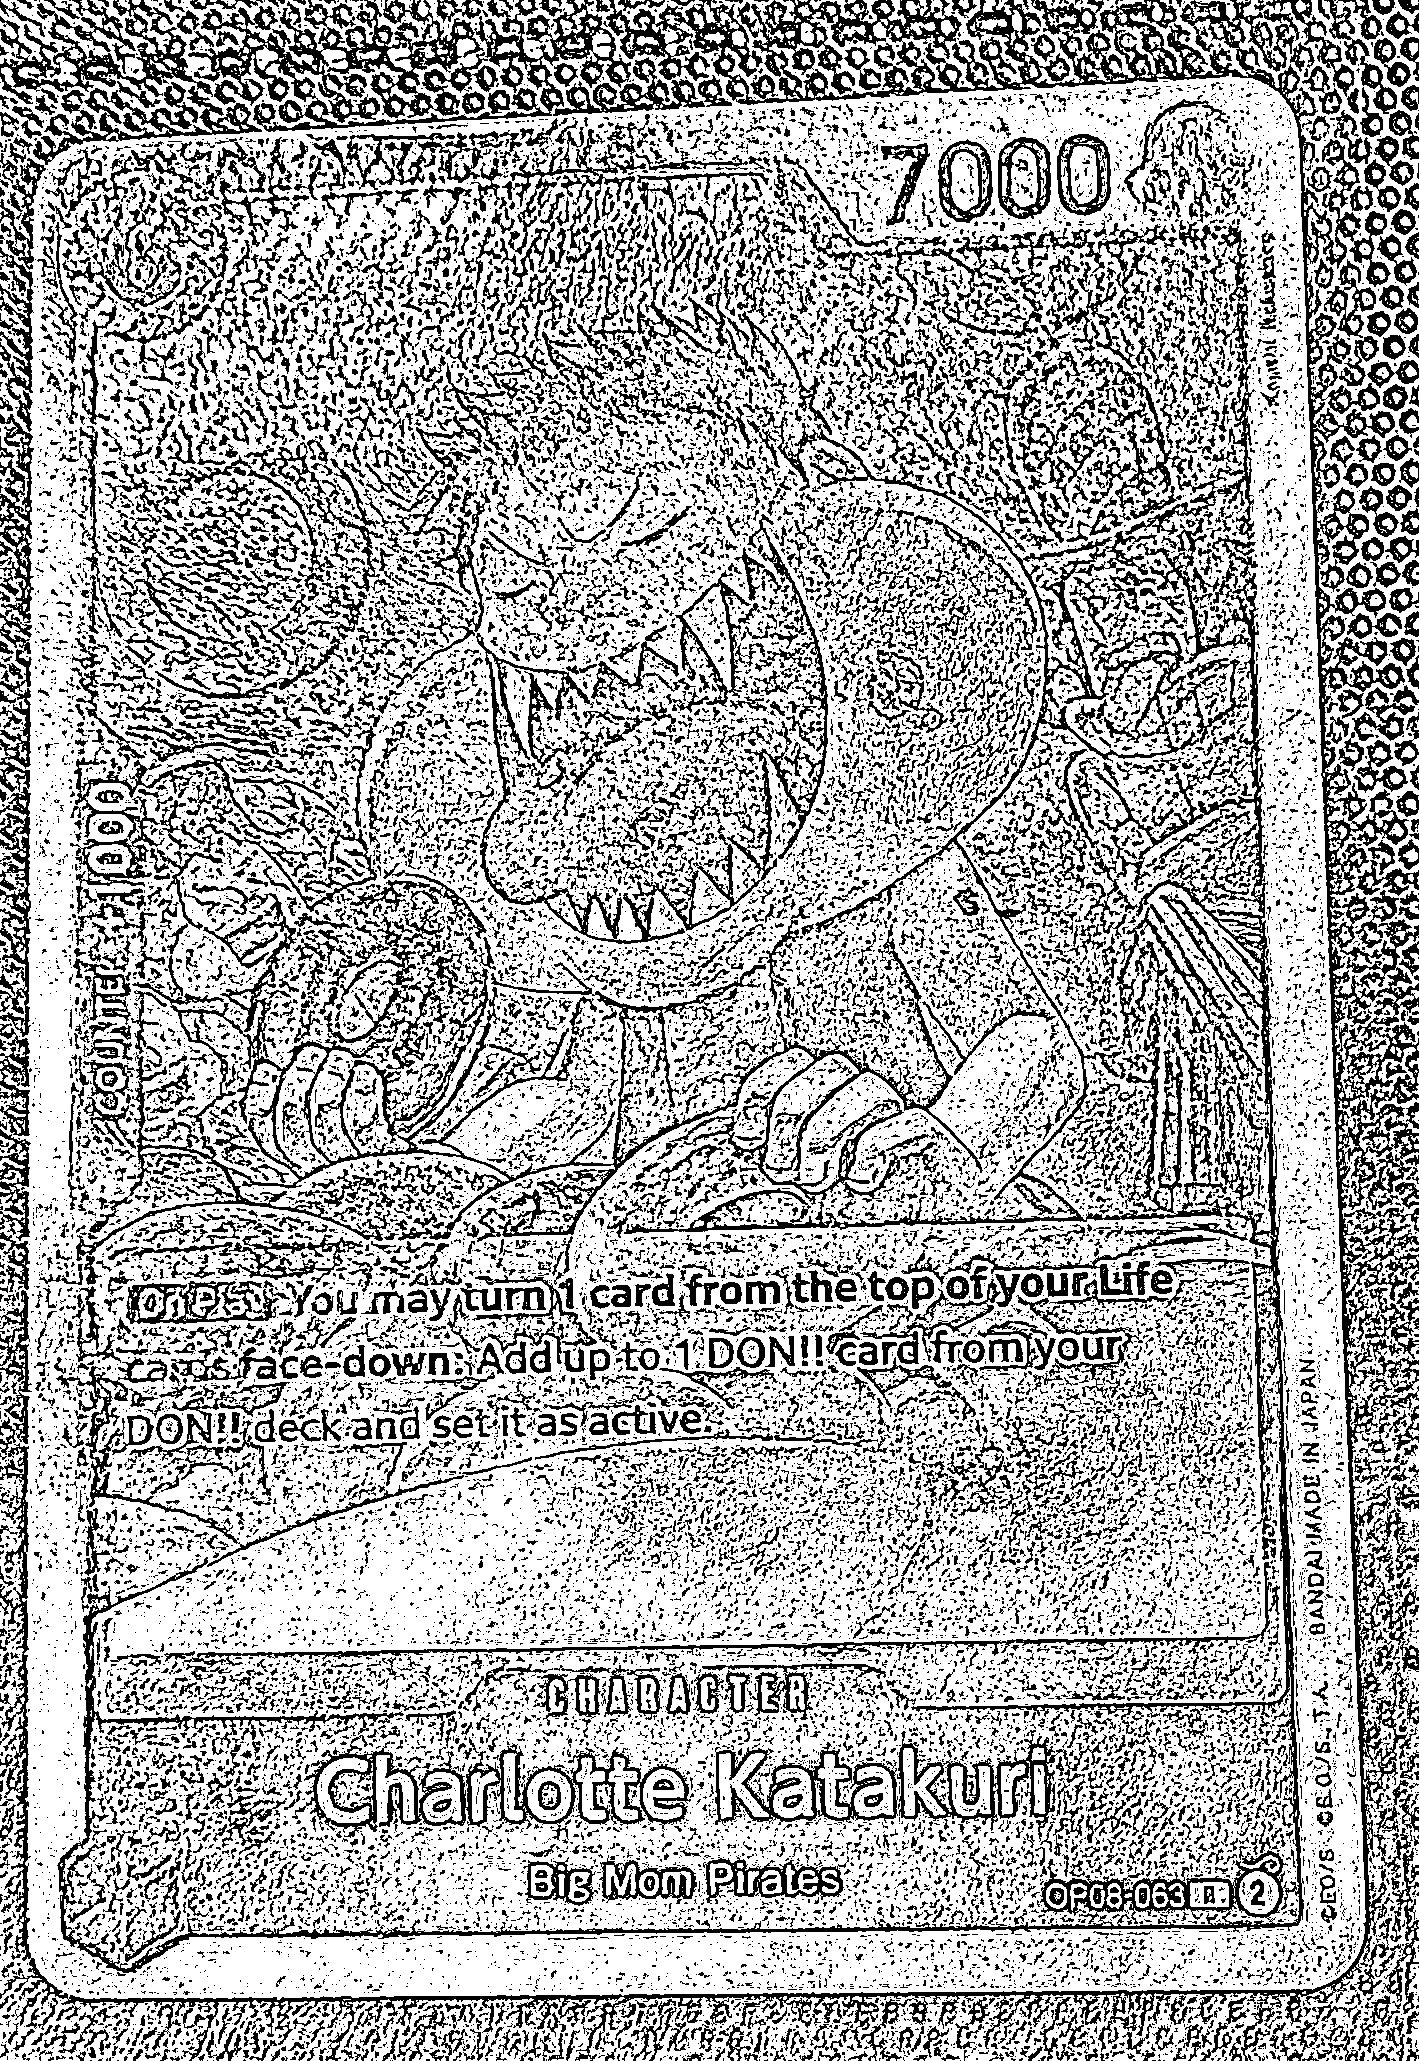 7000
COUNTER +1000
[On Play] You may turn 1 card from the top of your Life
cards face-down: Add up to 1 DON!! card from your
DON!! deck and set it as active.
CHARACTER
Charlotte Katakuri
Big Mom Pirates
OP08-063
2
BANDAI MADE IN JAPAN
©E.O./S. ©E.O./S.,T.A.